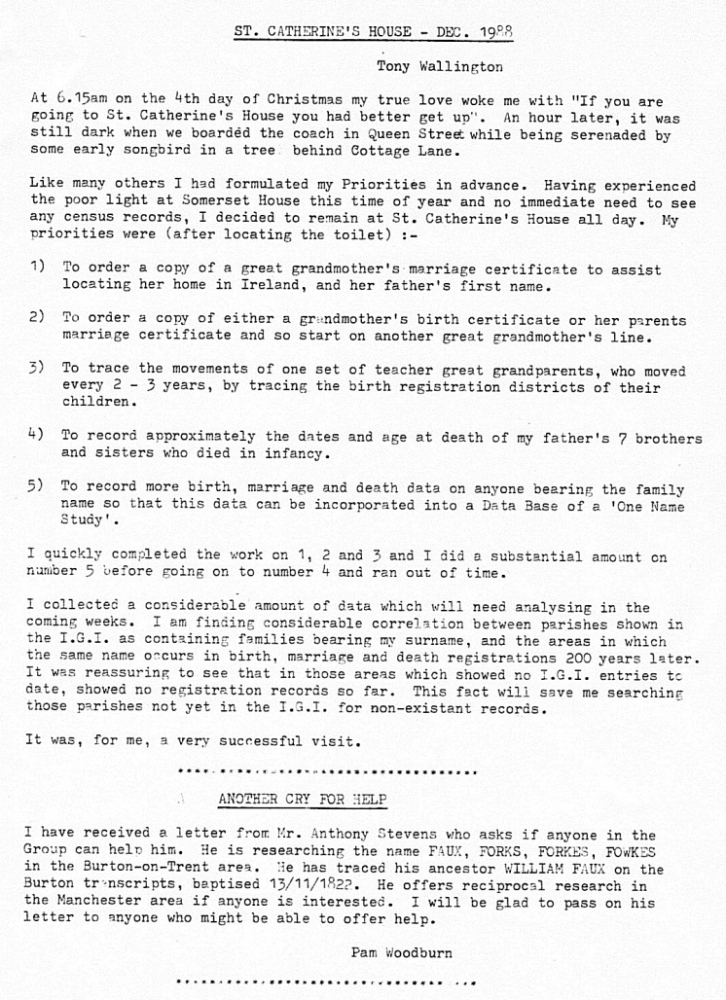 ST. CATHERINE'S HOUSE - DEC. 1988
Tony Wallington
At 6.15am on the 4th day of Christmas my true love woke me with "If you are
going to St. Catherine's House you had better get up". An hour later, it was
still dark when we boarded the coach in Queen Street while being serenaded by
some early songbird in a tree behind Cottage Lane.
Like many others I had formulated my Priorities in advance. Having experienced
the poor light at Somerset House this time of year and no immediate need to see
any census records, I decided to remain at St. Catherine's House all day. My
priorities were (after locating the toilet) :-
1) To order a copy of a great grandmother's marriage certificate to assist
locating her home in Ireland, and her father's first name.
2) To order a copy of either a grandmother's birth certificate or her parents
marriage certificate and so start on another great grandmother's line.
3) To trace the movements of one set of teacher great grandparents, who moved
every 2 - 3 years, by tracing the birth registration districts of their
children.
4) To record approximately the dates and age at death of my father's 7 brothers
and sisters who died in infancy.
5) To record more birth, marriage and death data on anyone bearing the family
name so that this data can be incorporated into a Data Base of a 'One Name
Study'.
I quickly completed the work on 1, 2 and 3 and I did a substantial amount on
number 5 before going on to number 4 and ran out of time.
I collected a considerable amount of data which will need analysing in the
coming weeks. I am finding considerable correlation between parishes shown in
the I.G.I. as containing families bearing my surname, and the areas in which
the same name occurs in birth, marriage and death registrations 200 years later.
It was reassuring to see that in those areas which showed no I.G.I. entries to
date, showed no registration records so far. This fact will save me searching
those parishes not yet in the I.G.I. for non-existant records.
It was, for me, a very successful visit.
ANOTHER CRY FOR HELP
I have received a letter from Mr. Anthony Stevens who asks if anyone in the
Group can help him. He is researching the name FAUX, FORKS, FORKES, FOWKES
in the Burton-on-Trent area. He has traced his ancestor WILLIAM FAUX on the
Burton transcripts, baptised 13/11/1822. He offers reciprocal research in
the Manchester area if anyone is interested. I will be glad to pass on his
letter to anyone who might be able to offer help.
Pam Woodburn